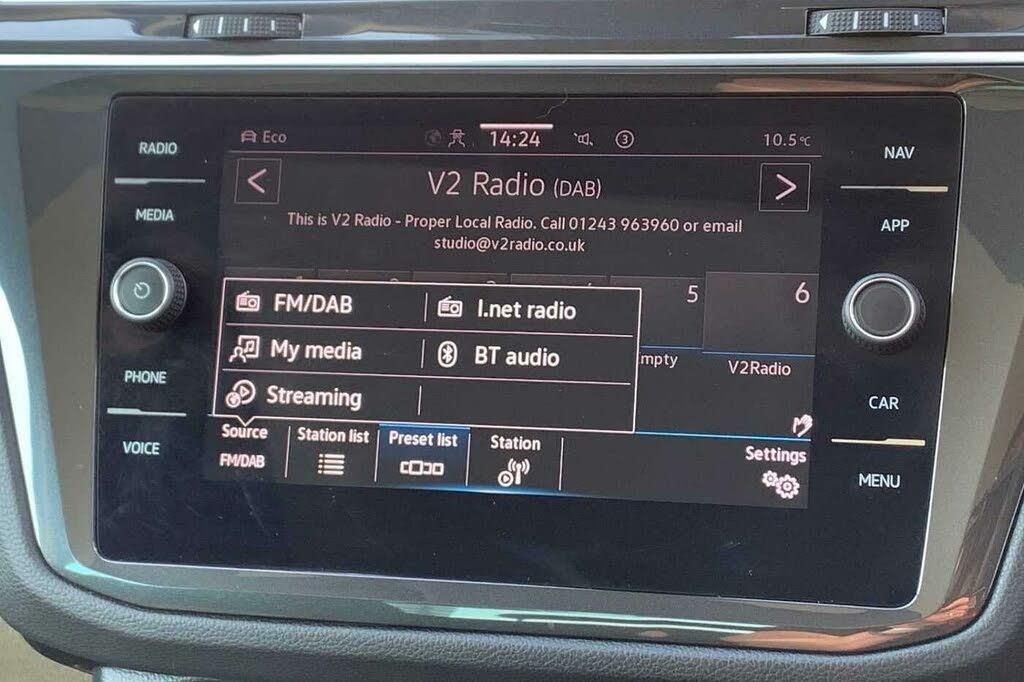 RADIO
MEDIA
PHONE
VOICE
Eco
14:24
3
10.5°C
<
V2 Radio (DAB)
>
This is V2 Radio - Proper Local Radio. Call 01243 963960 or email
studio@v2radio.co.uk
5
6
mpty
V2Radio
FM/DAB
I.net radio
My media
BT audio
Streaming
Source
FM/DAB
Station list
Preset list
Station
Settings
NAV
APP
CAR
MENU